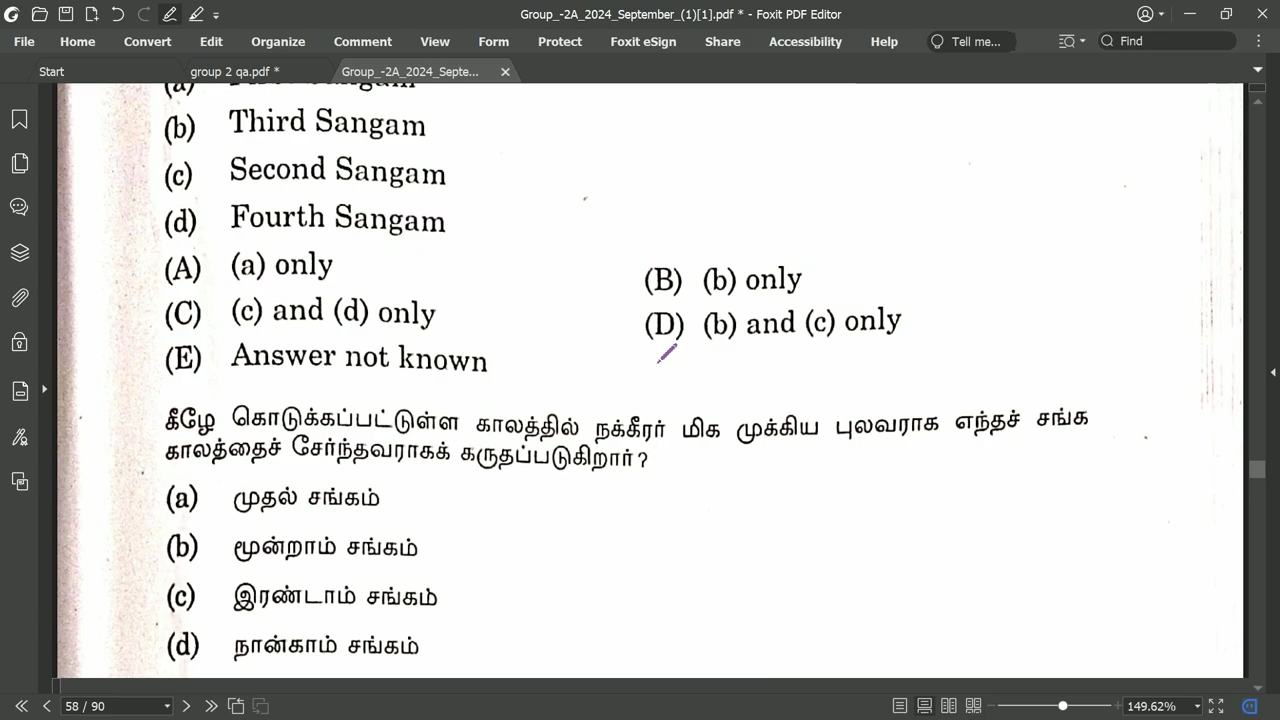 Group_-2A_2024_September_(1)[1].pdf * - Foxit PDF Editor
File Home Convert Edit Organize Comment View Form Protect Foxit eSign Share Accessibility Help Tell me... Find
Start group 2 qa.pdf * Group_-2A_2024_Septe...
(a) First Sangam
(b) Third Sangam
(c) Second Sangam
(d) Fourth Sangam
(A) (a) only (B) (b) only
(C) (c) and (d) only (D) (b) and (c) only
(E) Answer not known
கீழே கொடுக்கப்பட்டுள்ள காலத்தில் நக்கீரர் மிக முக்கிய புலவராக எந்தச் சங்க
காலத்தைச் சேர்ந்தவராகக் கருதப்படுகிறார்?
(a) முதல் சங்கம்
(b) மூன்றாம் சங்கம்
(c) இரண்டாம் சங்கம்
(d) நான்காம் சங்கம்
58 / 90 149.62%